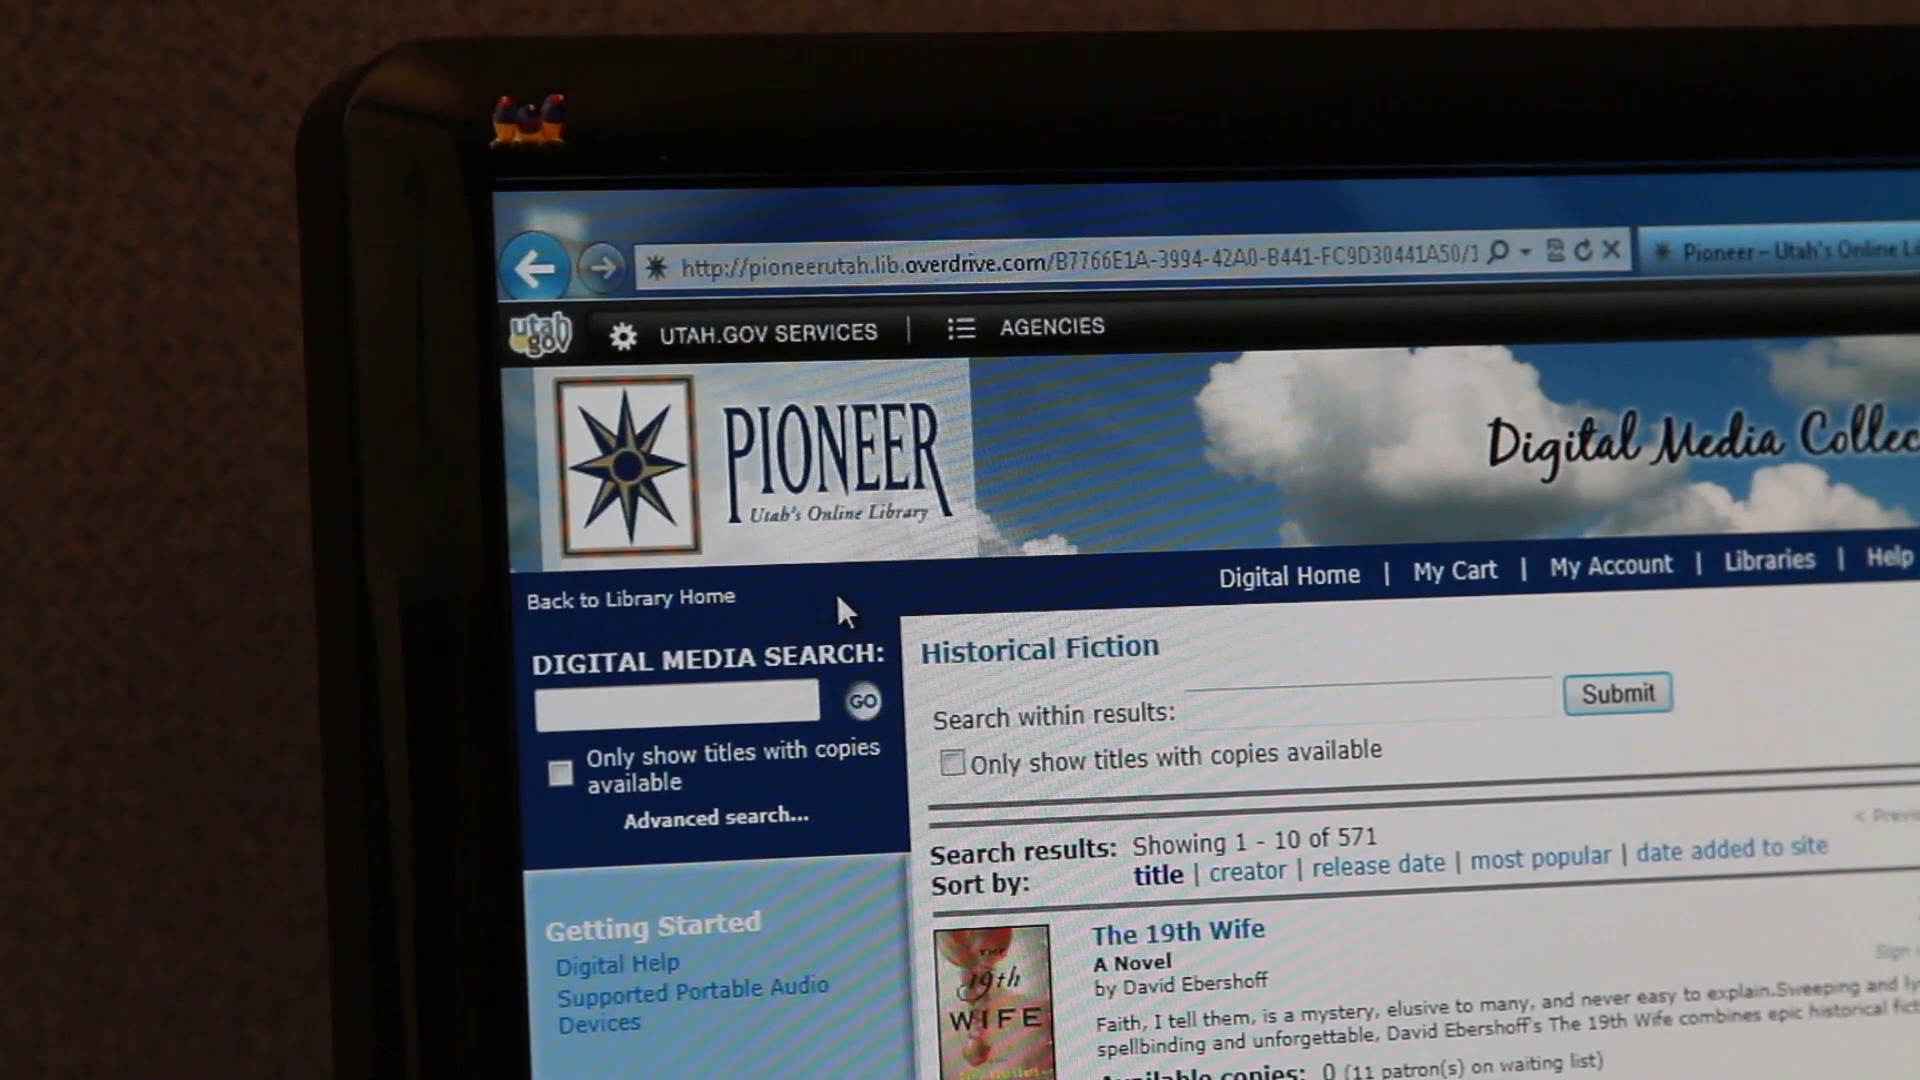 http://pioneerutah.lib.overdrive.com/B7766E1A-3994-42A0-B441-FC9D30441A50/1
Pioneer – Utah's Online
utah gov
UTAH.GOV SERVICES | AGENCIES
PIONEER
Utah's Online Library
Digital Media Collec
Digital Home | My Cart | My Account | Libraries | Help
Back to Library Home
DIGITAL MEDIA SEARCH:
GO
Only show titles with copies
available
Advanced search...
Getting Started
Digital Help
Supported Portable Audio
Devices
Historical Fiction
Search within results:
Submit
Only show titles with copies available
< Previ
Search results: Showing 1 - 10 of 571
Sort by: title | creator | release date | most popular | date added to site
THE
19th
WIFE
The 19th Wife
A Novel
by David Ebershoff
Sign
Faith, I tell them, is a mystery, elusive to many, and never easy to explain.Sweeping and ly
spellbinding and unforgettable, David Ebershoff's The 19th Wife combines epic historical fict
Available copies: 0 (11 patron(s) on waiting list)